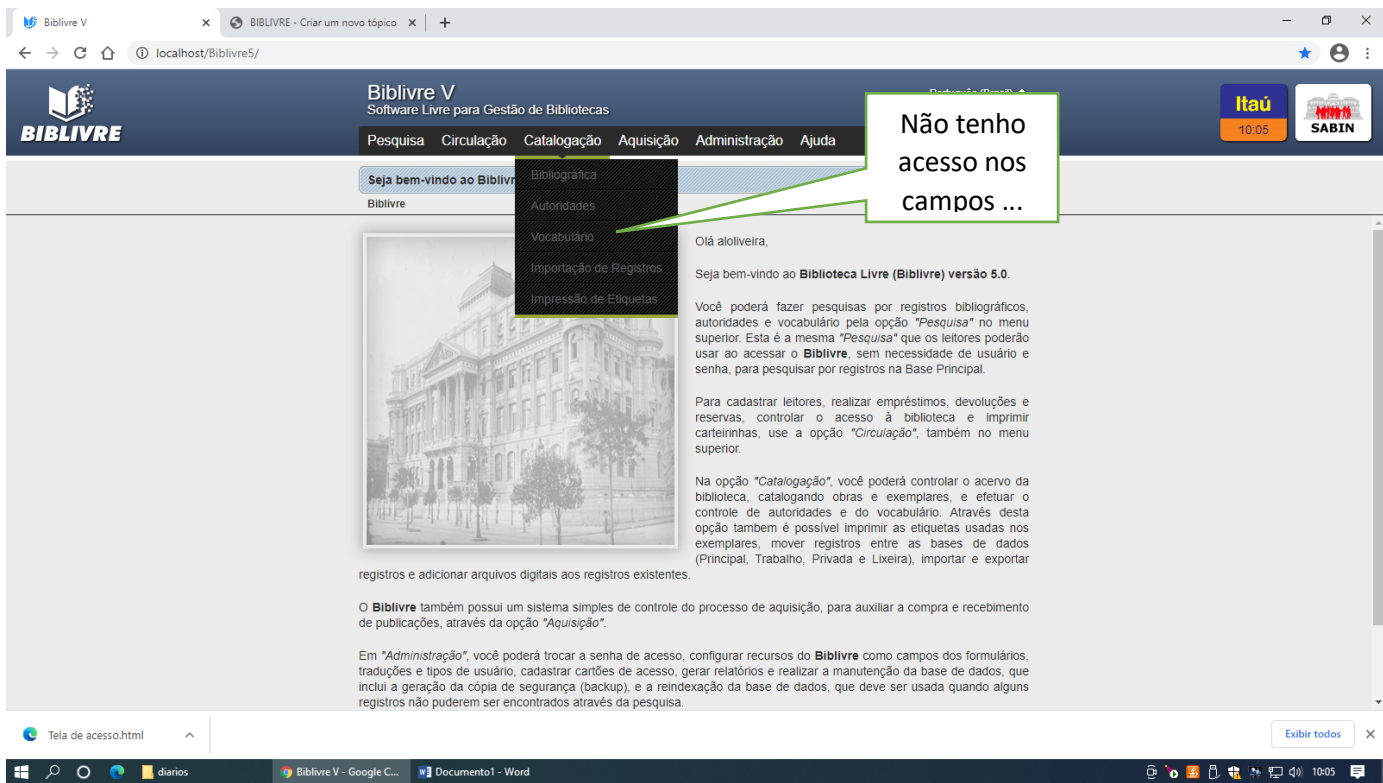 Biblivre V
BIBLIVRE - Criar um novo tópico
localhost/Biblivre5/
BIBLIVRE
Biblivre V
Software Livre para Gestão de Bibliotecas
Português (Brasil)
Itaú
10:05
SABIN
Pesquisa Circulação Catalogação Aquisição Administração Ajuda
Não tenho
acesso nos
campos ...
Seja bem-vindo ao Biblivr
Biblivre
Bibliográfica
Autoridades
Vocabulário
Importação de Registros
Impressão de Etiquetas
Olá aloliveira,
Seja bem-vindo ao Biblioteca Livre (Biblivre) versão 5.0.
Você poderá fazer pesquisas por registros bibliográficos,
autoridades e vocabulário pela opção "Pesquisa" no menu
superior. Esta é a mesma "Pesquisa" que os leitores poderão
usar ao acessar o Biblivre, sem necessidade de usuário e
senha, para pesquisar por registros na Base Principal.
Para cadastrar leitores, realizar empréstimos, devoluções e
reservas, controlar o acesso à biblioteca e imprimir
carteirinhas, use a opção "Circulação", também no menu
superior.
Na opção "Catalogação", você poderá controlar o acervo da
biblioteca, catalogando obras e exemplares, e efetuar o
controle de autoridades e do vocabulário. Através desta
opção tambem é possível imprimir as etiquetas usadas nos
exemplares, mover registros entre as bases de dados
(Principal, Trabalho, Privada e Lixeira), importar e exportar
registros e adicionar arquivos digitais aos registros existentes.
O Biblivre também possui um sistema simples de controle do processo de aquisição, para auxiliar a compra e recebimento
de publicações, através da opção "Aquisição".
Em "Administração", você poderá trocar a senha de acesso, configurar recursos do Biblivre como campos dos formulários,
traduções e tipos de usuário, cadastrar cartões de acesso, gerar relatórios e realizar a manutenção da base de dados, que
inclui a geração da cópia de segurança (backup), e a reindexação da base de dados, que deve ser usada quando alguns
registros não puderem ser encontrados através da pesquisa.
Tela de acesso.html
Exibir todos
diarios
Biblivre V - Google C...
Documento1 - Word
10:05